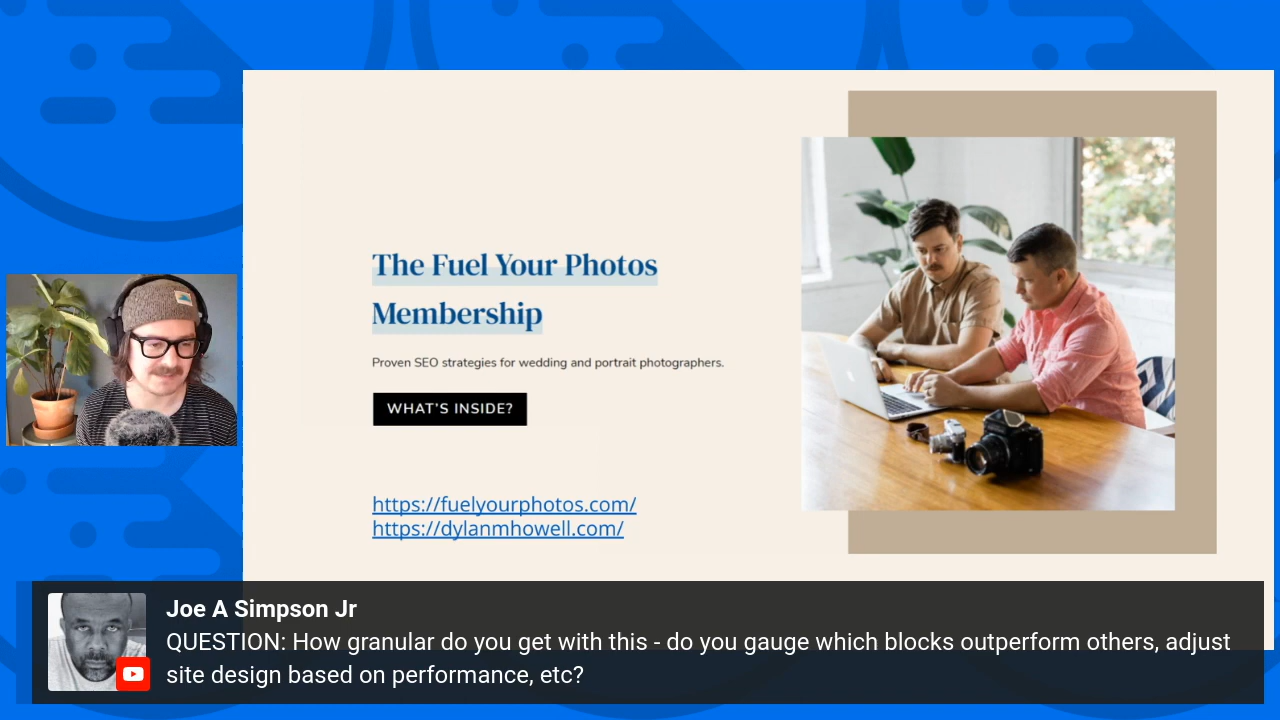 The Fuel Your Photos
Membership
Proven SEO strategies for wedding and portrait photographers.
WHAT'S INSIDE?
https://fuelyourphotos.com/
https://dylanmhowell.com/
Joe A Simpson Jr
QUESTION: How granular do you get with this - do you gauge which blocks outperform others, adjust
site design based on performance, etc?